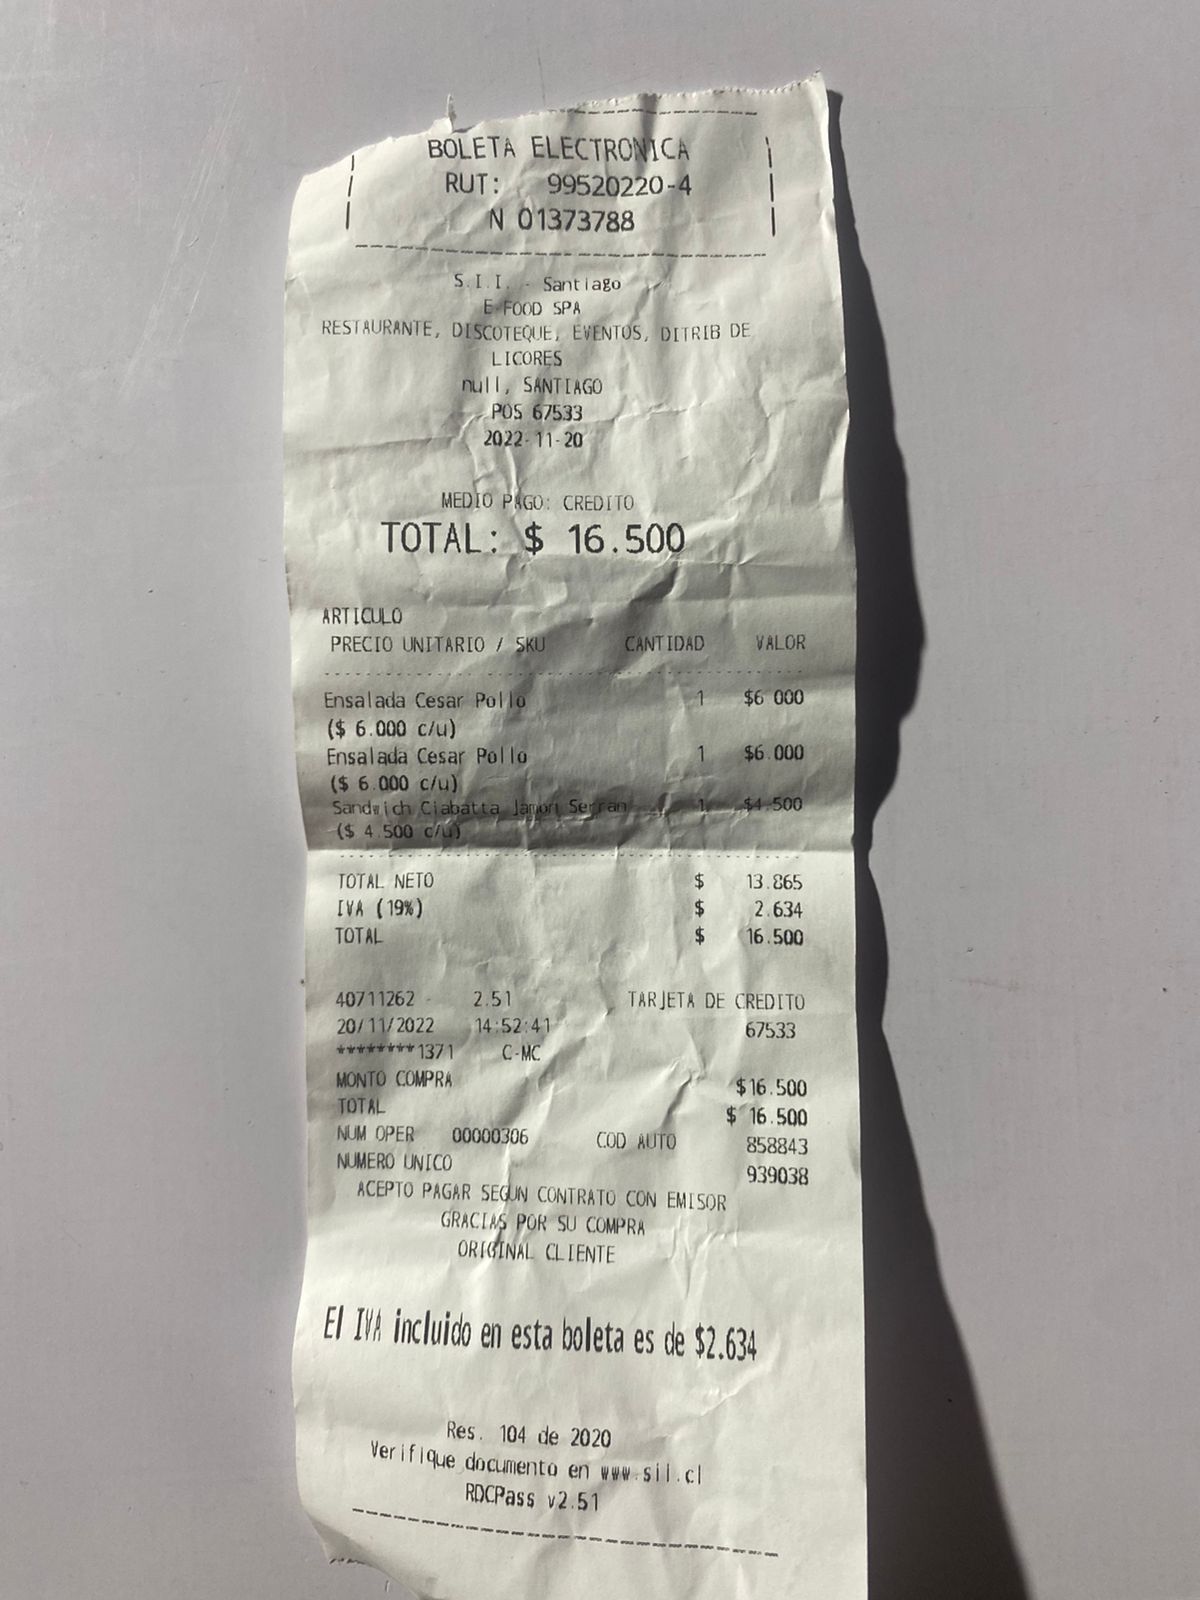 BOLETA ELECTRONICA
RUT: 99520220-4
N 01373788
S.I.I. - Santiago
E-FOOD SPA
RESTAURANTE, DISCOTEQUE, EVENTOS, DITRIB DE
LICORES
null, SANTIAGO
POS 67533
2022-11-20
MEDIO PAGO: CREDITO
TOTAL: $ 16.500
ARTICULO
PRECIO UNITARIO / SKU CANTIDAD VALOR
Ensalada Cesar Pollo 1 $6.000
($ 6.000 c/u)
Ensalada Cesar Pollo 1 $6.000
($ 6.000 c/u)
Sandwich Ciabatta Jamon Serran 1 $4.500
($ 4.500 c/u)
TOTAL NETO $ 13.865
IVA (19%) $ 2.634
TOTAL $ 16.500
40711262 - 2.51 TARJETA DE CREDITO
20/11/2022 14:52:41 67533
********1371 C-MC
MONTO COMPRA $16.500
TOTAL $ 16.500
NUM OPER 00000306 COD AUTO 858843
NUMERO UNICO 939038
ACEPTO PAGAR SEGUN CONTRATO CON EMISOR
GRACIAS POR SU COMPRA
ORIGINAL CLIENTE
El IVA incluido en esta boleta es de $2.634
Res. 104 de 2020
Verifique documento en www.sii.cl
RDCPass v2.51